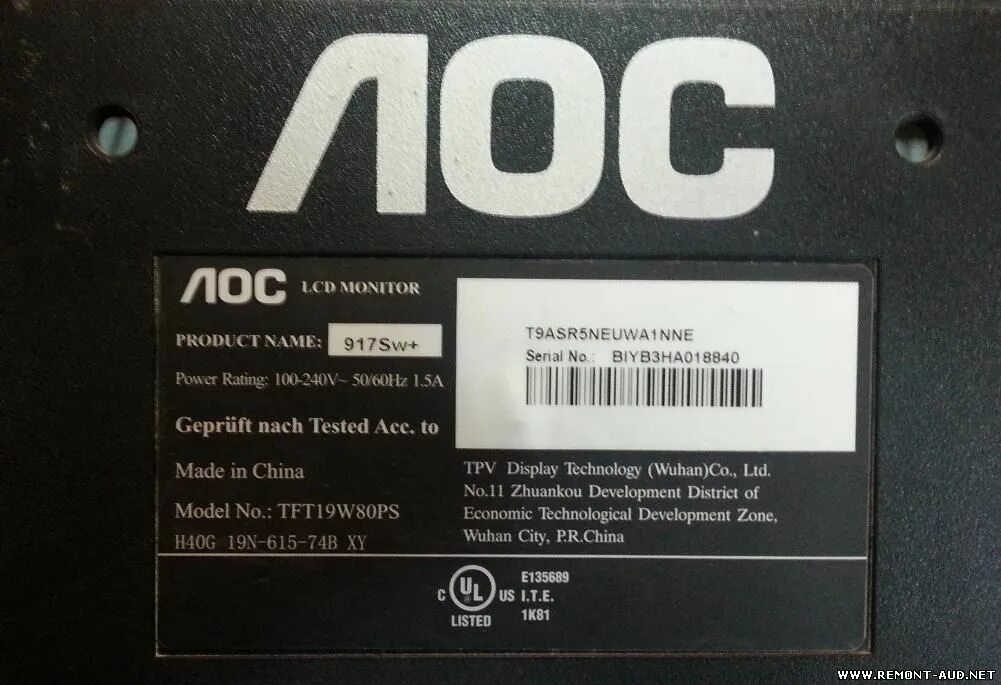 AOC
AOC LCD MONITOR
PRODUCT NAME: 917Sw+
Power Rating: 100-240V~ 50/60Hz 1.5A
Geprüft nach Tested Acc. to
Made in China
Model No.: TFT19W80PS
H40G 19N-615-74B XY
T9ASR5NEUWA1NNE
Serial No.: BIYB3HA018840
TPV Display Technology (Wuhan)Co., Ltd.
No.11 Zhuankou Development District of
Economic Technological Development Zone,
Wuhan City, P.R.China
C UL ® US
LISTED
E135689
I.T.E.
1K81
WWW.REMONT-AUD.NET